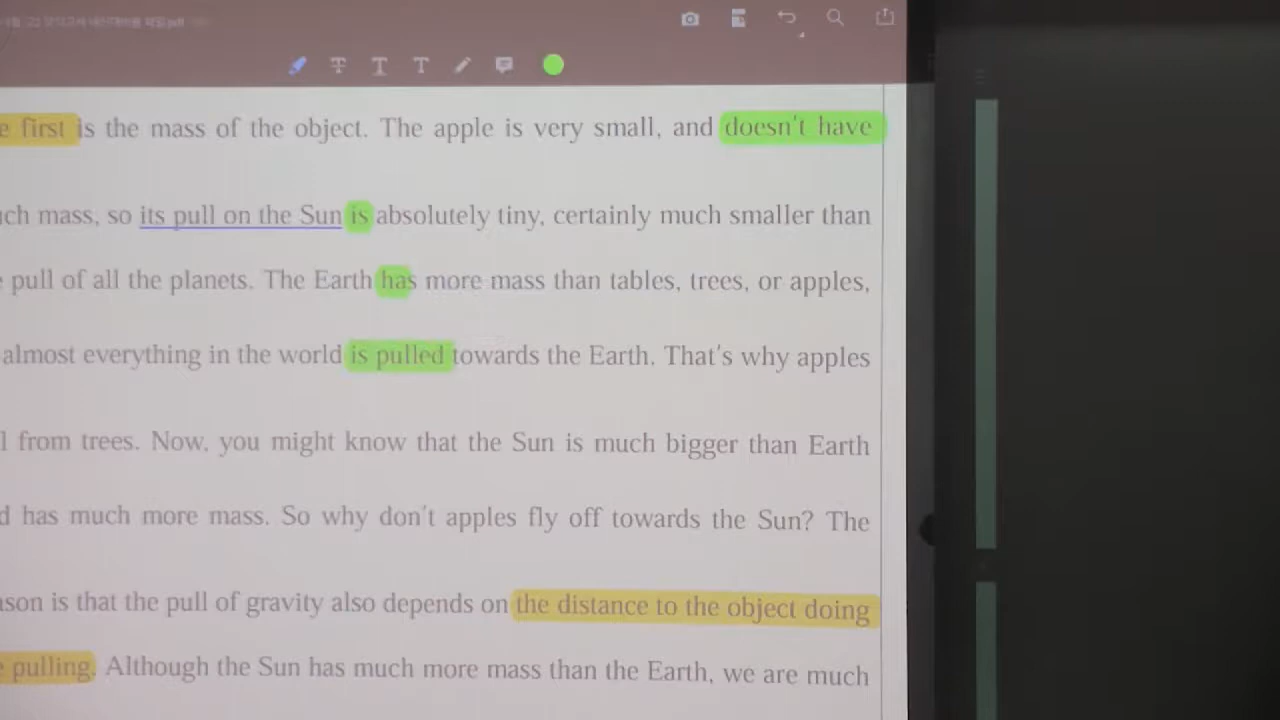 first is the mass of the object. The apple is very small, and doesn't have
mass, so its pull on the Sun is absolutely tiny, certainly much smaller than
pull of all the planets. The Earth has more mass than tables, trees, or apples,
almost everything in the world is pulled towards the Earth. That's why apples
from trees. Now, you might know that the Sun is much bigger than Earth
has much more mass. So why don't apples fly off towards the Sun? The
is that the pull of gravity also depends on the distance to the object doing
pulling. Although the Sun has much more mass than the Earth, we are much